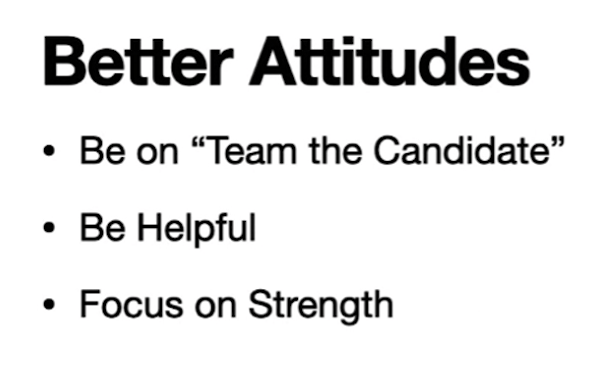 Better Attitudes
• Be on “Team the Candidate”
• Be Helpful
• Focus on Strength